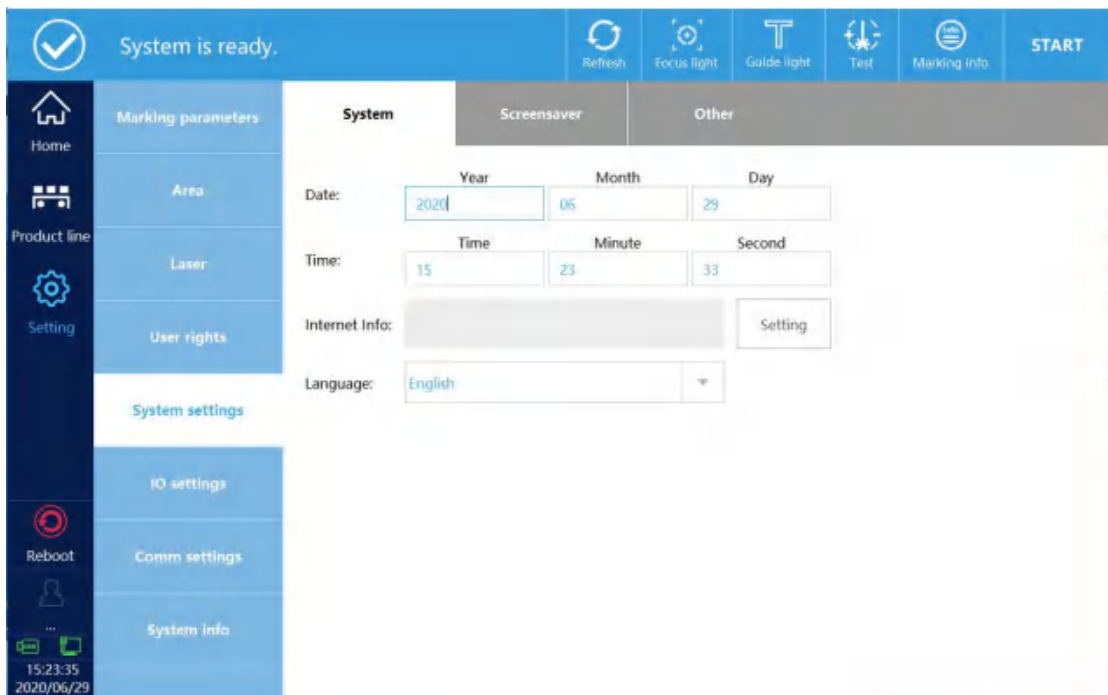 System is ready.
Refresh
Focus light
Guide light
Test
Marking info
START
Home
Product line
Setting
Reboot
...
15:23:35
2020/06/29
Marking parameters
Area
Laser
User rights
System settings
IO settings
Comm settings
System info
System Screensaver Other
Year Month Day
Date: 2020 06 29
Time Minute Second
Time: 15 23 33
Internet Info: Setting
Language: English